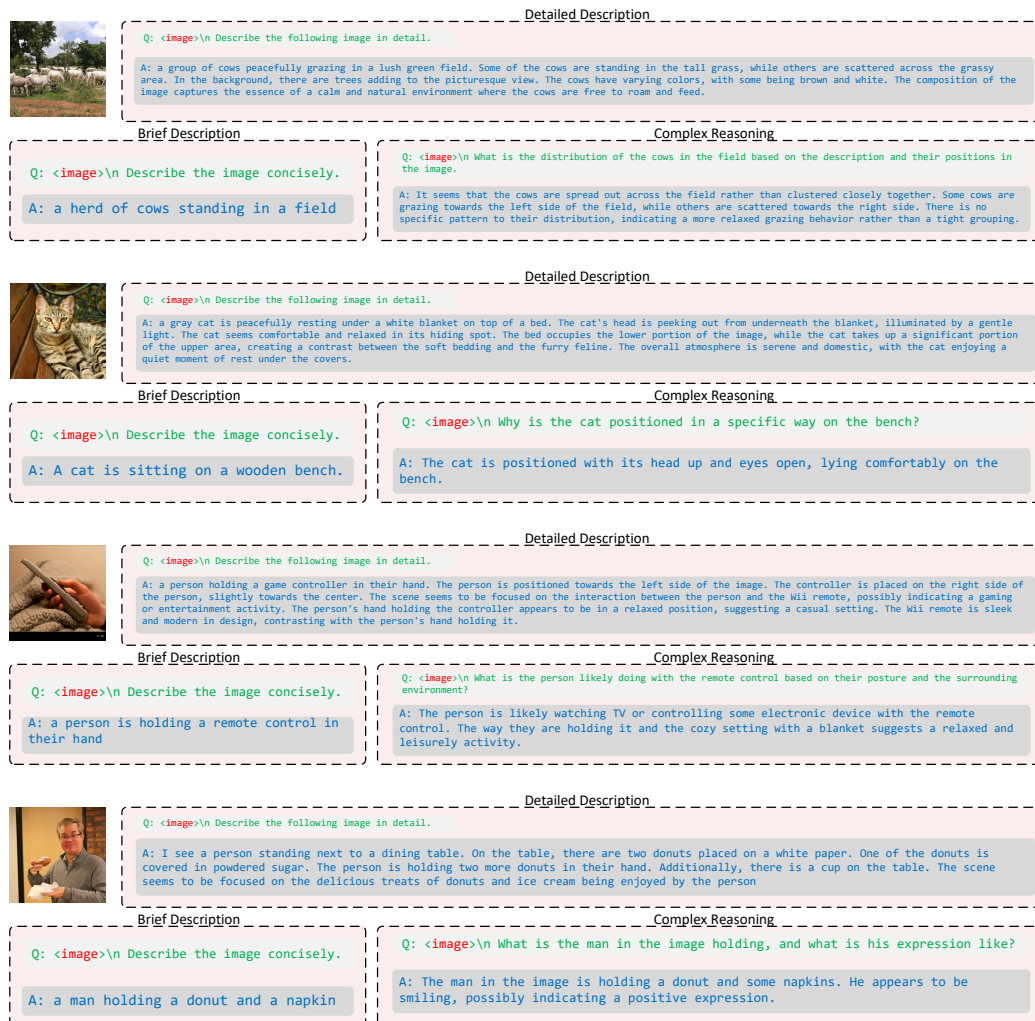 Detailed Description
Q: <image>\n Describe the following image in detail.
A: a group of cows peacefully grazing in a lush green field. Some of the cows are standing in the tall grass, while others are scattered across the grassy
area. In the background, there are trees adding to the picturesque view. The cows have varying colors, with some being brown and white. The composition of the
image captures the essence of a calm and natural environment where the cows are free to roam and feed.
Brief Description
Q: <image>\n Describe the image concisely.
A: a herd of cows standing in a field
Complex Reasoning
Q: <image>\n What is the distribution of the cows in the field based on the description and their positions in
the image.
A: It seems that the cows are spread out across the field rather than clustered closely together. Some cows are
grazing towards the left side of the field, while others are scattered towards the right side. There is no
specific pattern to their distribution, indicating a more relaxed grazing behavior rather than a tight grouping.
Detailed Description
Q: <image>\n Describe the following image in detail.
A: a gray cat is peacefully resting under a white blanket on top of a bed. The cat's head is peeking out from underneath the blanket, illuminated by a gentle
light. The cat seems comfortable and relaxed in its hiding spot. The bed occupies the lower portion of the image, while the cat takes up a significant portion
of the upper area, creating a contrast between the soft bedding and the furry feline. The overall atmosphere is serene and domestic, with the cat enjoying a
quiet moment of rest under the covers.
Brief Description
Q: <image>\n Describe the image concisely.
A: A cat is sitting on a wooden bench.
Complex Reasoning
Q: <image>\n Why is the cat positioned in a specific way on the bench?
A: The cat is positioned with its head up and eyes open, lying comfortably on the
bench.
Detailed Description
Q: <image>\n Describe the following image in detail.
A: a person holding a game controller in their hand. The person is positioned towards the left side of the image. The controller is placed on the right side of
the person, slightly towards the center. The scene seems to be focused on the interaction between the person and the Wii remote, possibly indicating a gaming
or entertainment activity. The person's hand holding the controller appears to be in a relaxed position, suggesting a casual setting. The Wii remote is sleek
and modern in design, contrasting with the person's hand holding it.
Brief Description
Q: <image>\n Describe the image concisely.
A: a person is holding a remote control in
their hand
Complex Reasoning
Q: <image>\n What is the person likely doing with the remote control based on their posture and the surrounding
environment?
A: The person is likely watching TV or controlling some electronic device with the remote
control. The way they are holding it and the cozy setting with a blanket suggests a relaxed and
leisurely activity.
Detailed Description
Q: <image>\n Describe the following image in detail.
A: I see a person standing next to a dining table. On the table, there are two donuts placed on a white paper. One of the donuts is
covered in powdered sugar. The person is holding two more donuts in their hand. Additionally, there is a cup on the table. The scene
seems to be focused on the delicious treats of donuts and ice cream being enjoyed by the person
Brief Description
Q: <image>\n Describe the image concisely.
A: a man holding a donut and a napkin
Complex Reasoning
Q: <image>\n What is the man in the image holding, and what is his expression like?
A: The man in the image is holding a donut and some napkins. He appears to be
smiling, possibly indicating a positive expression.